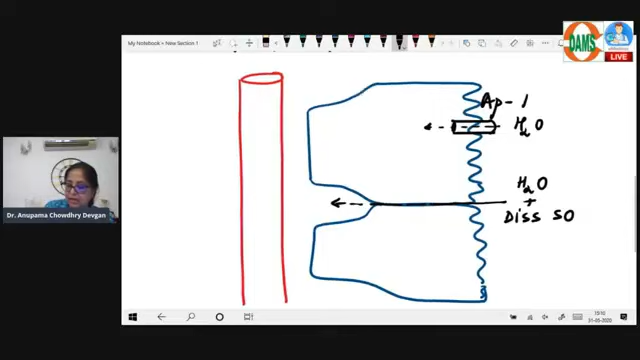 My Notebook > New Section 1
DAMS
LIVE
Ap-1
H2O
H2O
+
DISS SO
Dr. Anupama Chowdhry Devgan
19:10
31-05-2020